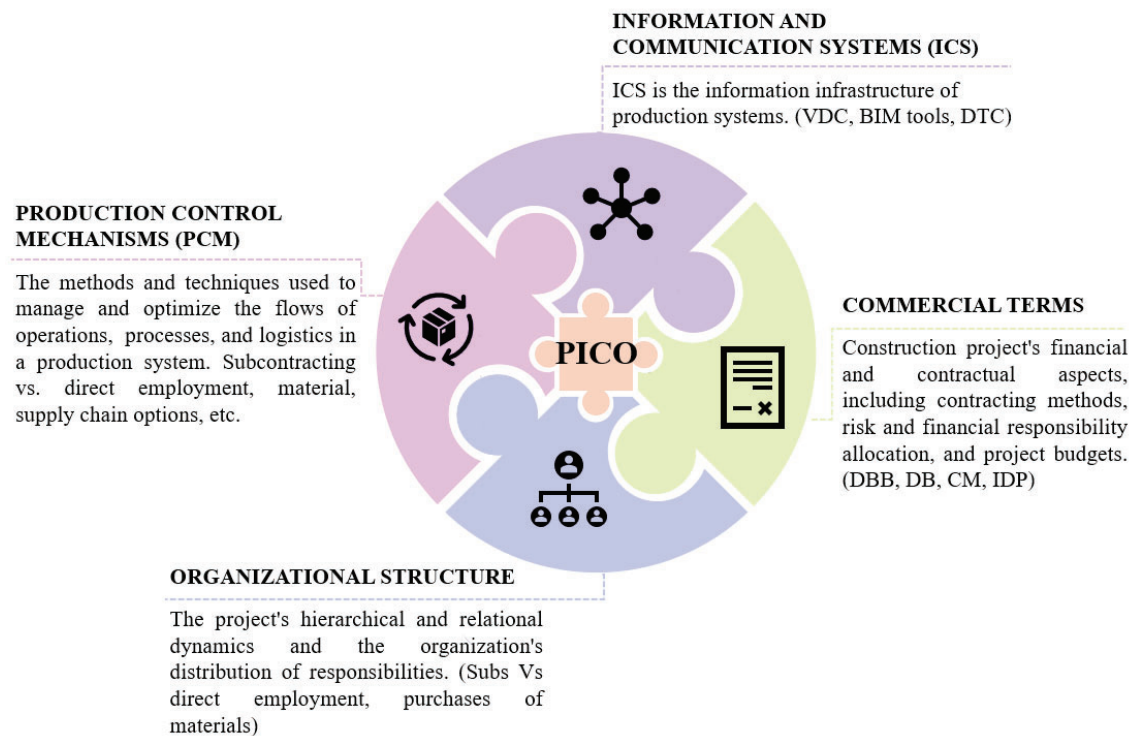 INFORMATION AND
COMMUNICATION SYSTEMS (ICS)
ICS is the information infrastructure of
production systems. (VDC, BIM tools, DTC)
PRODUCTION CONTROL
MECHANISMS (PCM)
The methods and techniques used to
manage and optimize the flows of
operations, processes, and logistics in
a production system. Subcontracting
vs. direct employment, material,
supply chain options, etc.
PICO
COMMERCIAL TERMS
Construction project's financial
and contractual aspects,
including contracting methods,
risk and financial responsibility
allocation, and project budgets.
(DBB, DB, CM, IDP)
ORGANIZATIONAL STRUCTURE
The project's hierarchical and relational
dynamics and the organization's
distribution of responsibilities. (Subs Vs
direct employment, purchases of
materials)